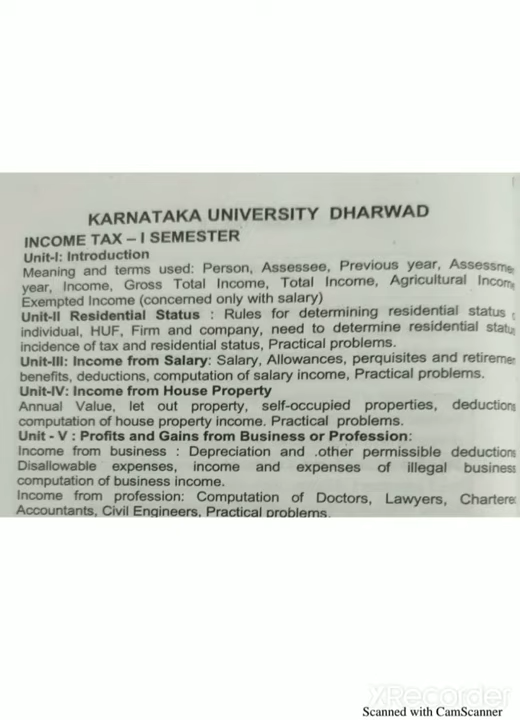 KARNATAKA UNIVERSITY DHARWAD
INCOME TAX – I SEMESTER
Unit-I: Introduction
Meaning and terms used: Person, Assessee, Previous year, Assessme
year, Income, Gross Total Income, Total Income, Agricultural Incom
Exempted Income (concerned only with salary)
Unit-II Residential Status : Rules for determining residential status
individual, HUF, Firm and company, need to determine residential statu
incidence of tax and residential status, Practical problems.
Unit-III: Income from Salary: Salary, Allowances, perquisites and retireme
benefits, deductions, computation of salary income, Practical problems.
Unit-IV: Income from House Property
Annual Value, let out property, self-occupied properties, deductions
computation of house property income. Practical problems.
Unit - V : Profits and Gains from Business or Profession:
Income from business : Depreciation and .other permissible deductions
Disallowable expenses, income and expenses of illegal business
computation of business income.
Income from profession: Computation of Doctors, Lawyers, Chartered
Accountants, Civil Engineers, Practical problems.
XRecorder
Scanned with CamScanner